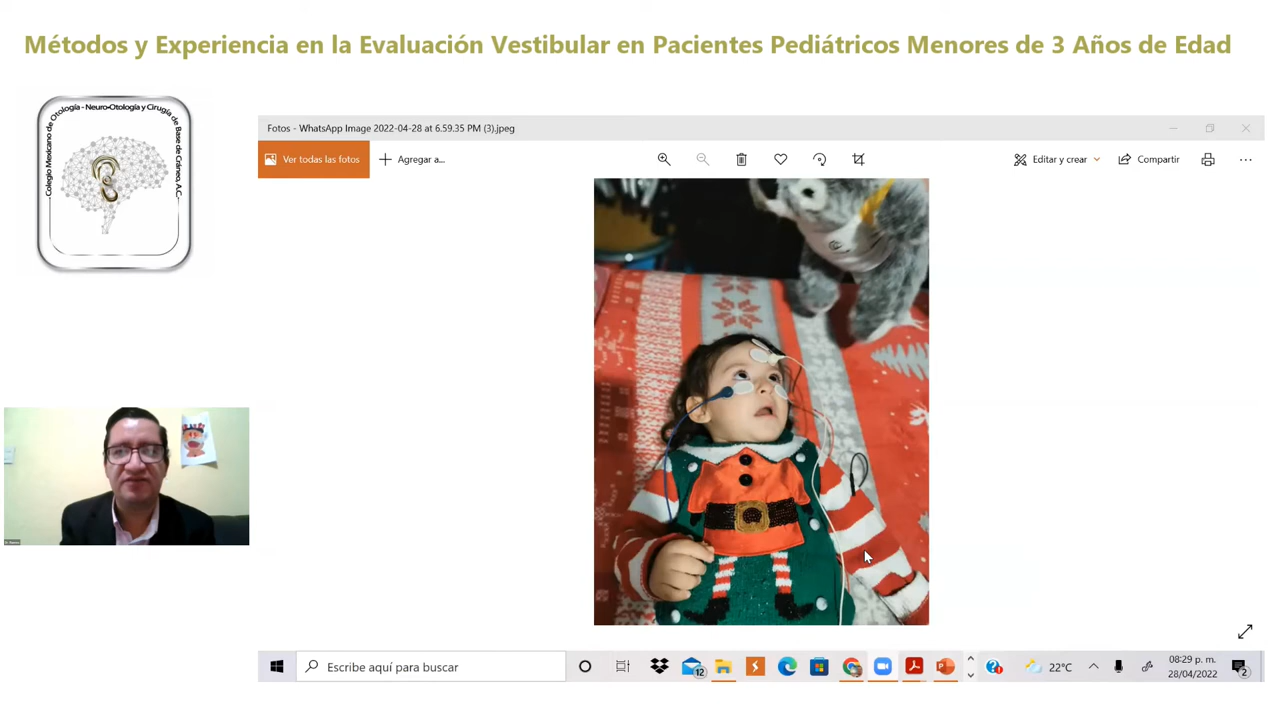 Métodos y Experiencia en la Evaluación Vestibular en Pacientes Pediátricos Menores de 3 Años de Edad
Colegio Mexicano de Otología - Neuro-Otología y Cirugía de Base de Cráneo, A.C.
Fotos - WhatsApp Image 2022-04-28 at 6.59.35 PM (3).jpeg
Ver todas las fotos
Agregar a...
Editar y crear
Compartir
Escribe aquí para buscar
12
22°C
08:29 p. m.
28/04/2022
2